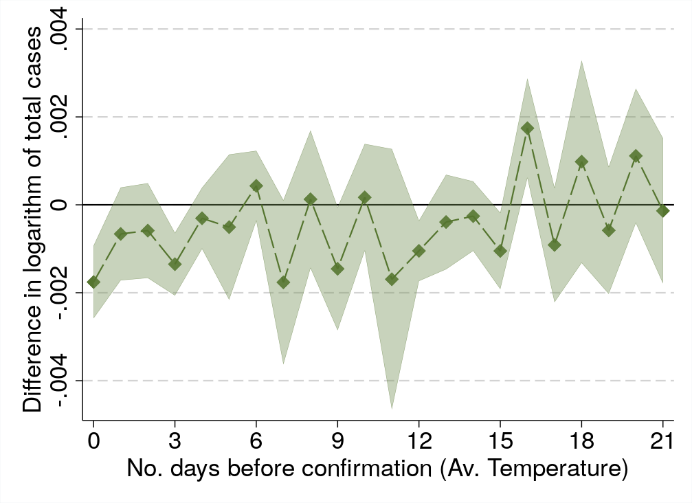 Difference in logarithm of total cases
.004
.002
0
-.002
-.004
0 3 6 9 12 15 18 21
No. days before confirmation (Av. Temperature)